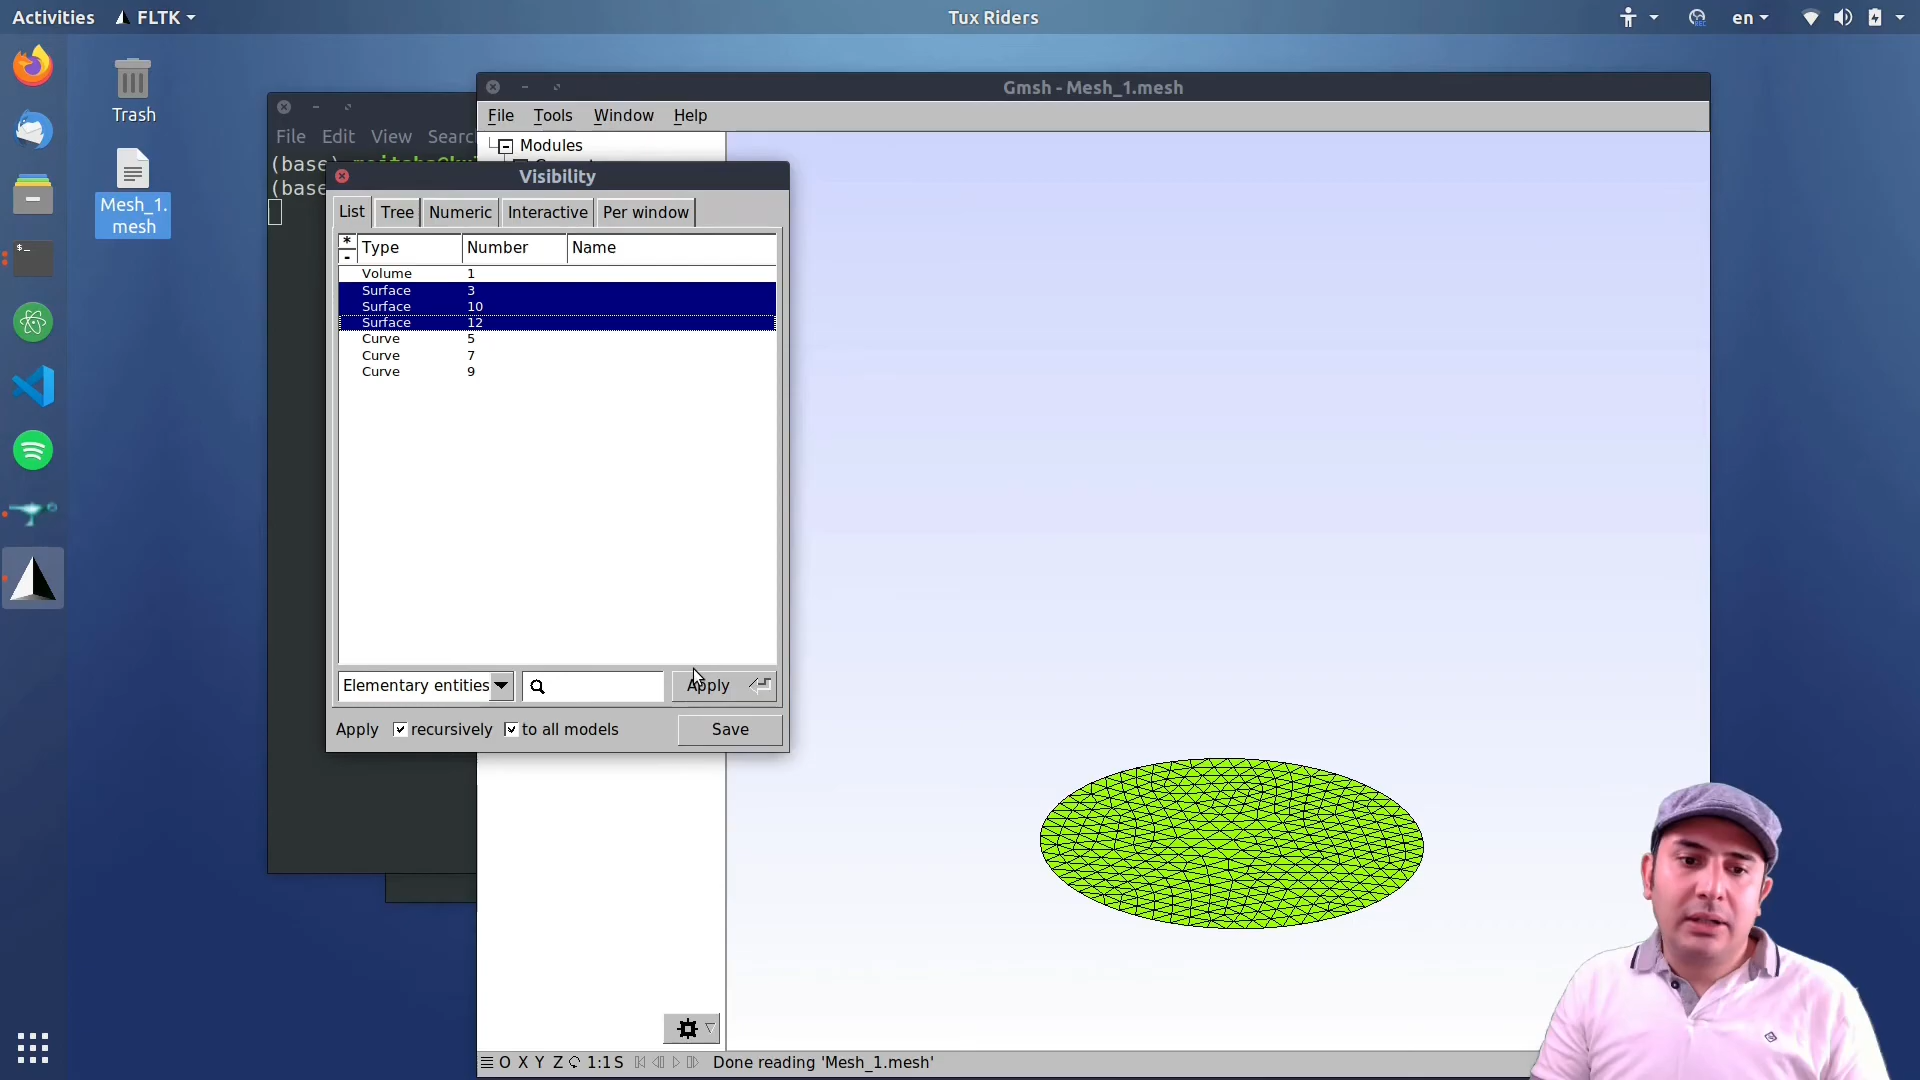 Activities FLTK Tux Riders en
Trash
Mesh_1.
mesh
File Edit View Searc
(base)
(base
Gmsh - Mesh_1.mesh
File Tools Window Help
Modules
Visibility
List Tree Numeric Interactive Per window
* Type Number Name
-
Volume 1
Surface 3
Surface 10
Surface 12
Curve 5
Curve 7
Curve 9
Elementary entities Apply
Apply recursively to all models Save
O X Y Z 1:1 S Done reading 'Mesh_1.mesh'